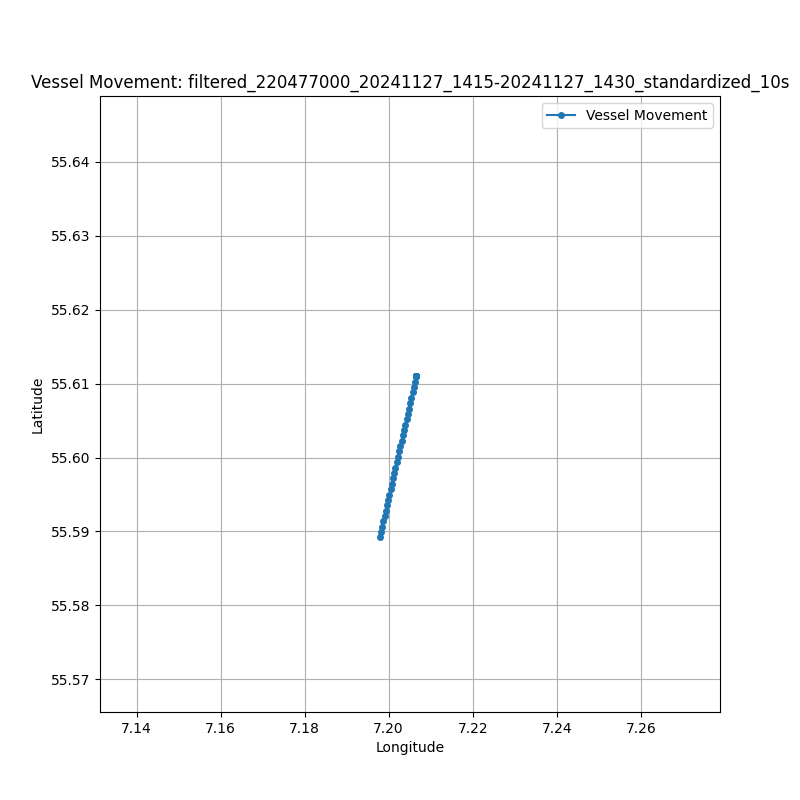 Vessel Movement: filtered_220477000_20241127_1415-20241127_1430_standardized_10s
Vessel Movement
55.64
55.63
55.62
55.61
55.60
55.59
55.58
55.57
Latitude
7.14 7.16 7.18 7.20 7.22 7.24 7.26
Longitude